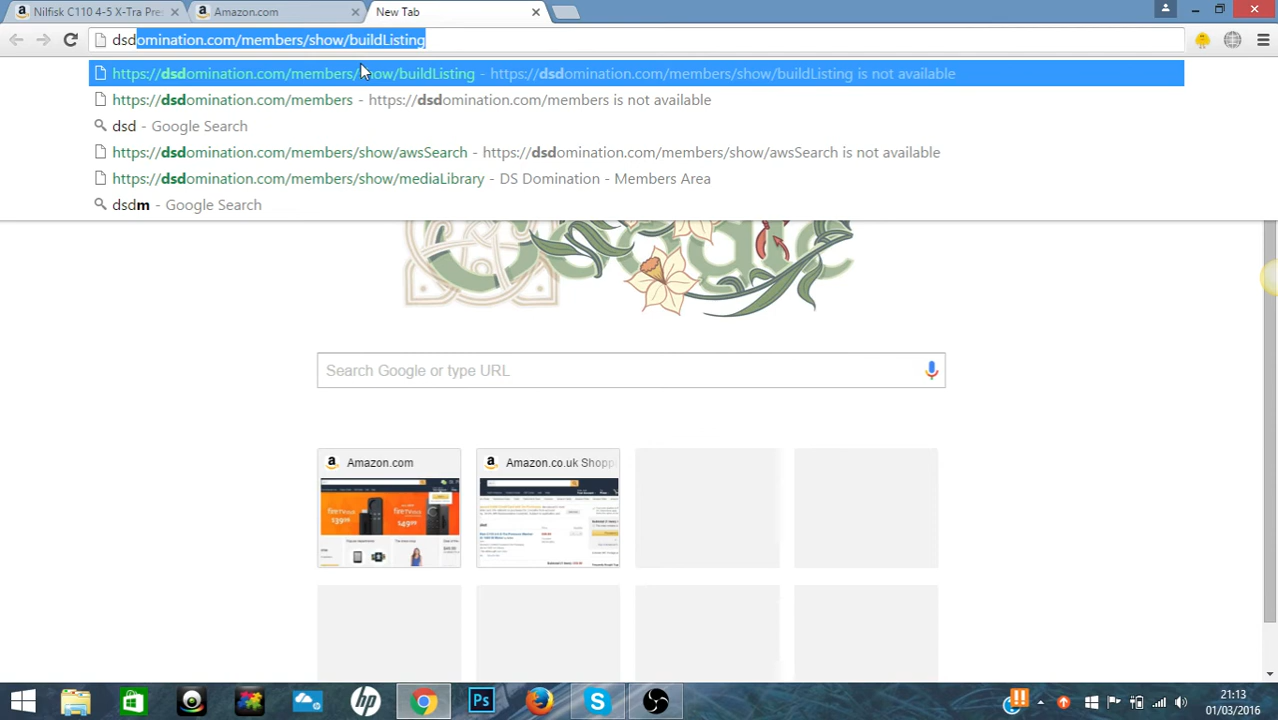 Nilfisk C110 4-5 X-Tra Pres
Amazon.com
New Tab
dsdomination.com/members/show/buildListing
https://dsdomination.com/members/show/buildListing - https://dsdomination.com/members/show/buildListing is not available
https://dsdomination.com/members - https://dsdomination.com/members is not available
dsd - Google Search
https://dsdomination.com/members/show/awsSearch - https://dsdomination.com/members/show/awsSearch is not available
https://dsdomination.com/members/show/mediaLibrary - DS Domination - Members Area
dsdm - Google Search
Search Google or type URL
Amazon.com
Amazon.co.uk Shoppi
hp
Ps
21:13
01/03/2016